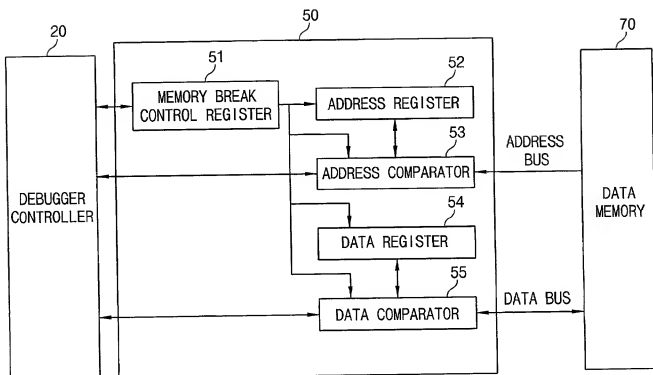 20
50
70
51
52
MEMORY BREAK
CONTROL REGISTER
ADDRESS REGISTER
53
ADDRESS
BUS
ADDRESS COMPARATOR
DEBUGGER
CONTROLLER
DATA
MEMORY
54
DATA REGISTER
55
DATA BUS
DATA COMPARATOR